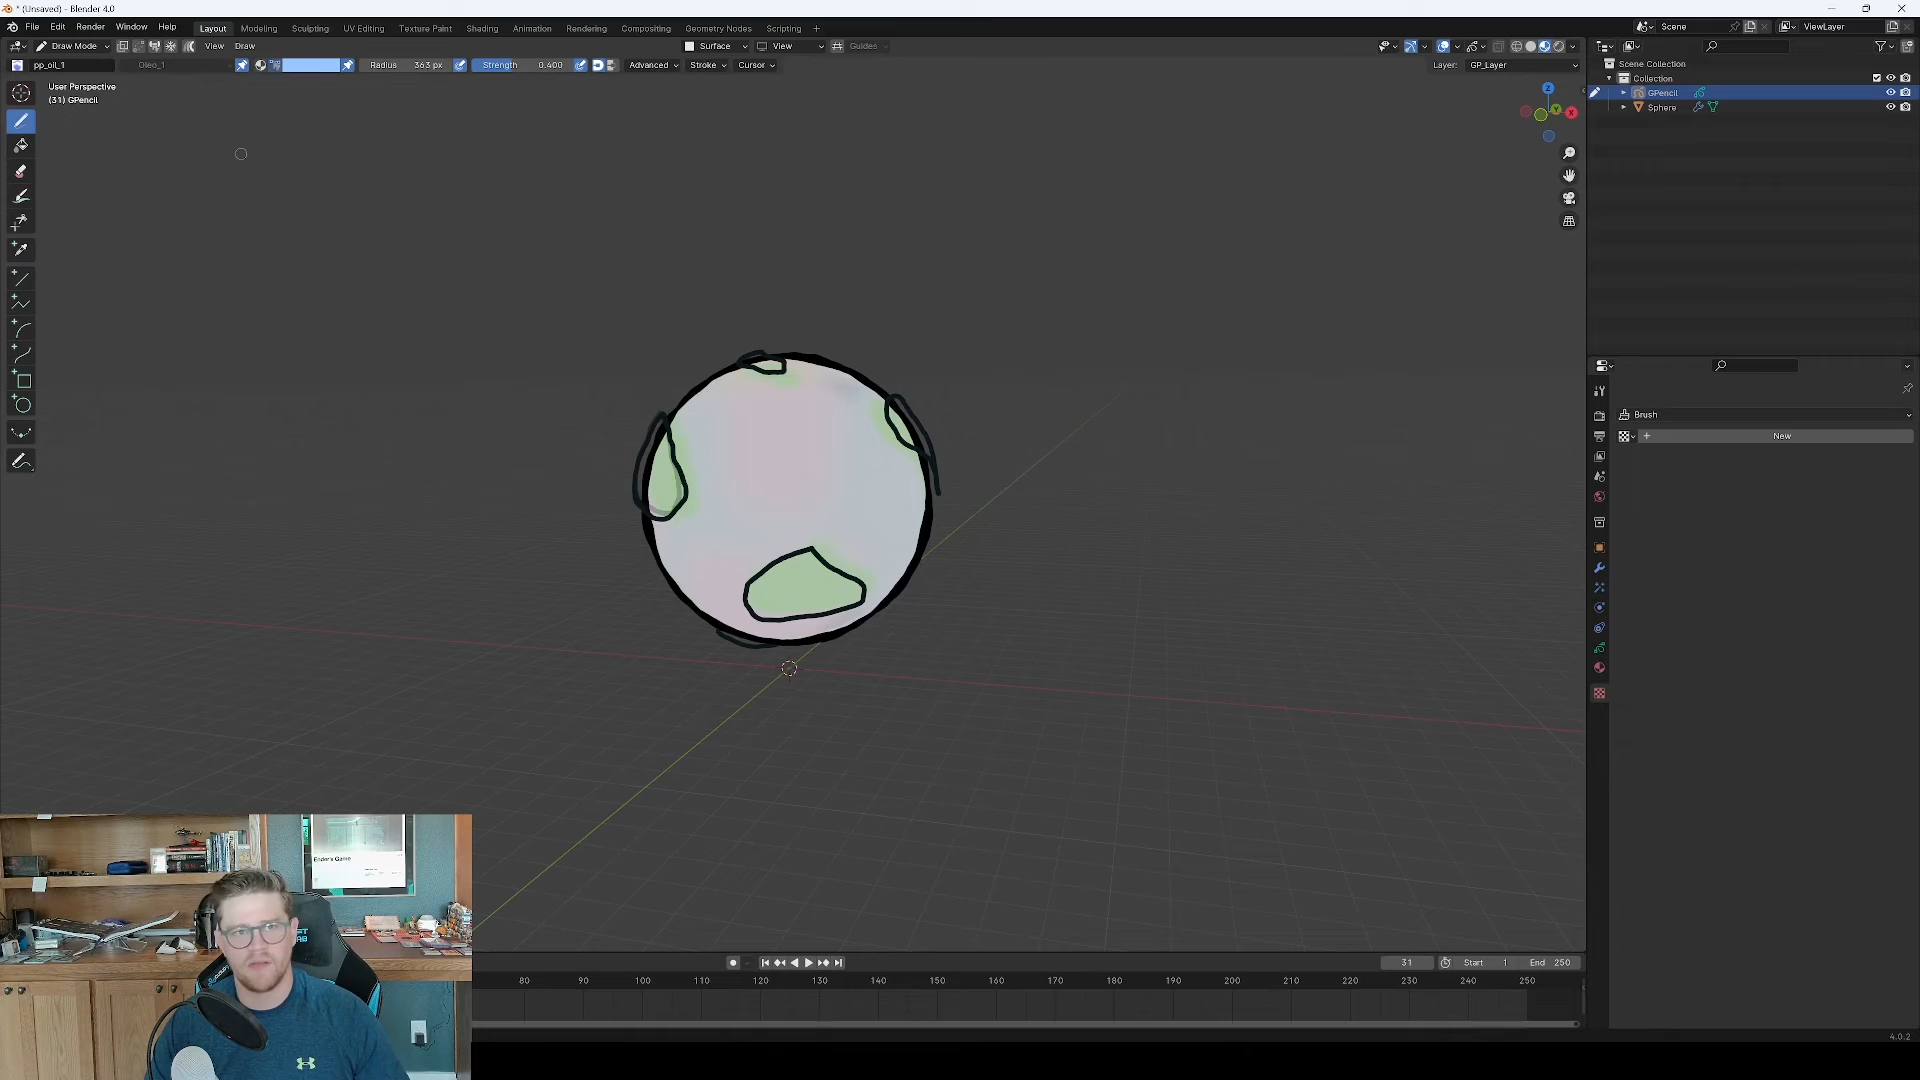 * (Unsaved) - Blender 4.0
File Edit Render Window Help Layout Modeling Sculpting UV Editing Texture Paint Shading Animation Rendering Compositing Geometry Nodes Scripting + Scene ViewLayer
Draw Mode View Draw Surface View Guides
pp_oil_1 Oleo_1 Radius 363 px Strength 0.400 Advanced Stroke Cursor Layer: GP_Layer
User Perspective
(31) GPencil
Z
Y
X
Scene Collection
Collection
GPencil
Sphere
Brush
+ New
Ender's Game
31 Start 1 End 250
80 90 100 110 120 130 140 150 160 170 180 190 200 210 220 230 240 250
4.0.2